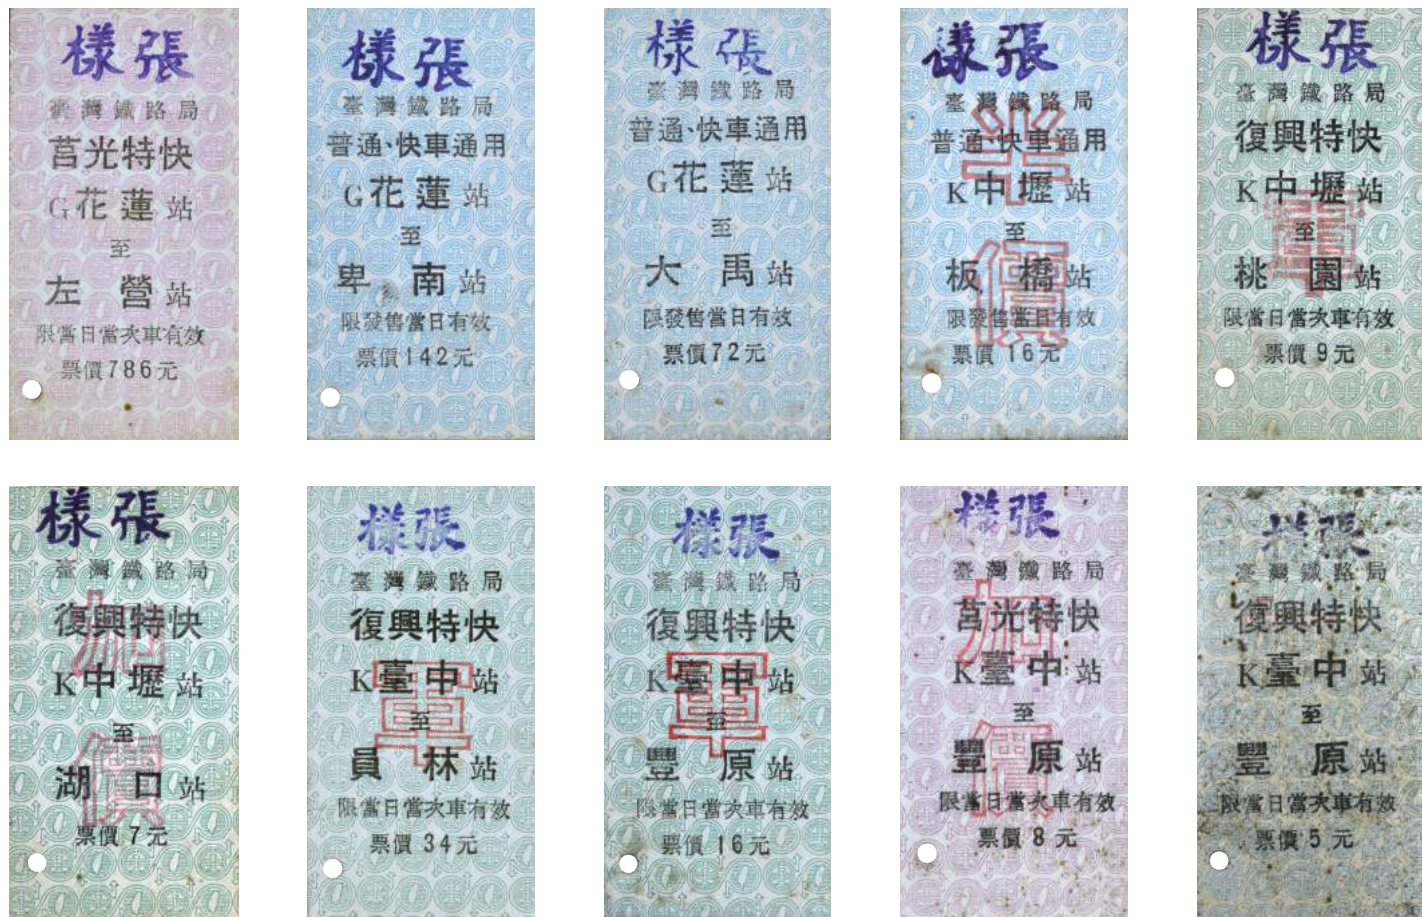 樣張
臺灣鐵路局
莒光特快
G花蓮站
至
左營站
限當日當次車有效
票價786元
樣張
臺灣鐵路局
普通、快車通用
G花蓮站
至
卑南站
限發售當日有效
票價142元
樣張
臺灣鐵路局
普通、快車通用
G花蓮站
至
大禹站
限發售當日有效
票價72元
樣張
臺灣鐵路局
普通、快車通用
半
K中壢站
至
板橋站
價
限發售當日有效
票價16元
樣張
臺灣鐵路局
復興特快
K中壢站
軍
至
桃園站
限當日當次車有效
票價9元
樣張
臺灣鐵路局
復興特快
加
K中壢站
至
價
湖口站
票價7元
樣張
臺灣鐵路局
復興特快
K臺中站
軍
至
員林站
限當日當次車有效
票價34元
樣張
臺灣鐵路局
復興特快
K臺中站
軍
至
豐原站
限當日當次車有效
票價16元
樣張
臺灣鐵路局
莒光特快
加
K臺中站
至
豐原站
價
限當日當次車有效
票價8元
樣張
臺灣鐵路局
復興特快
K臺中站
至
豐原站
限當日當次車有效
票價5元